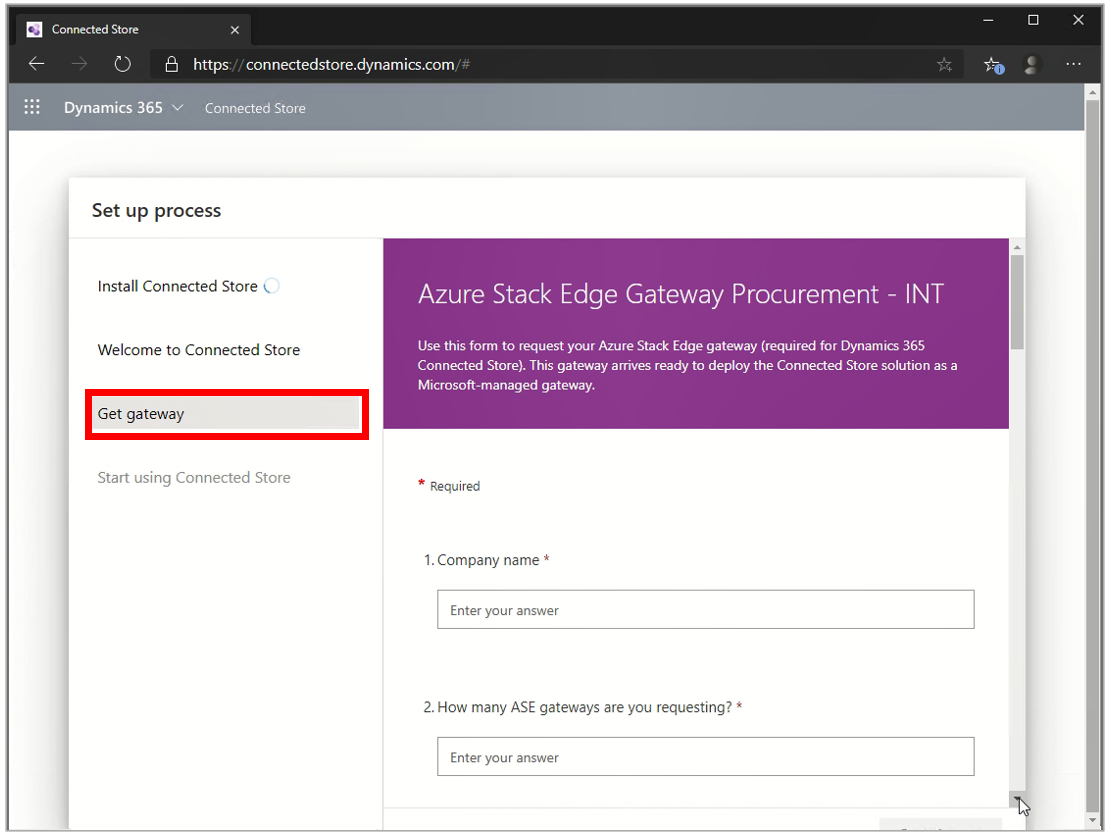 Connected Store
https://connectedstore.dynamics.com/#
Dynamics 365 Connected Store
Set up process
Install Connected Store
Welcome to Connected Store
Get gateway
Start using Connected Store
Azure Stack Edge Gateway Procurement - INT
Use this form to request your Azure Stack Edge gateway (required for Dynamics 365
Connected Store). This gateway arrives ready to deploy the Connected Store solution as a
Microsoft-managed gateway.
* Required
1. Company name *
Enter your answer
2. How many ASE gateways are you requesting? *
Enter your answer